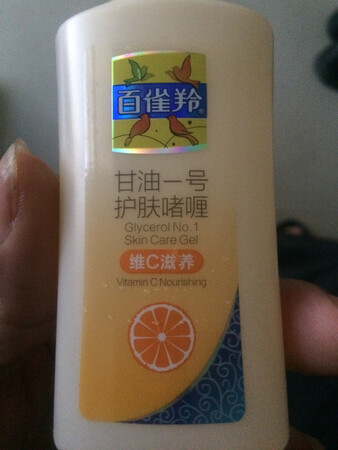 百雀羚®
甘油一号
护肤啫喱
Glycerol No.1
Skin Care Gel
维C滋养
Vitamin C Nourishing